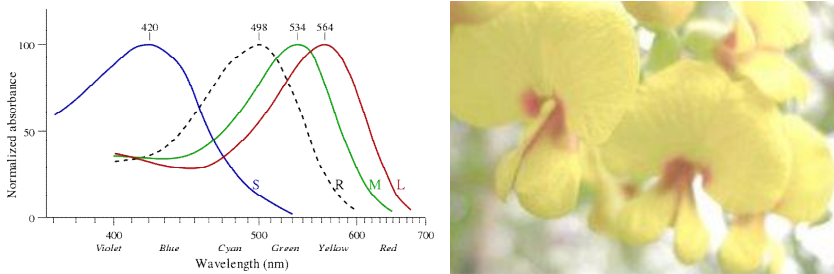 420 498 534 564
100
50
0
Normalized absorbance
S R M L
400 500 600 700
Violet Blue Cyan Green Yellow Red
Wavelength (nm)